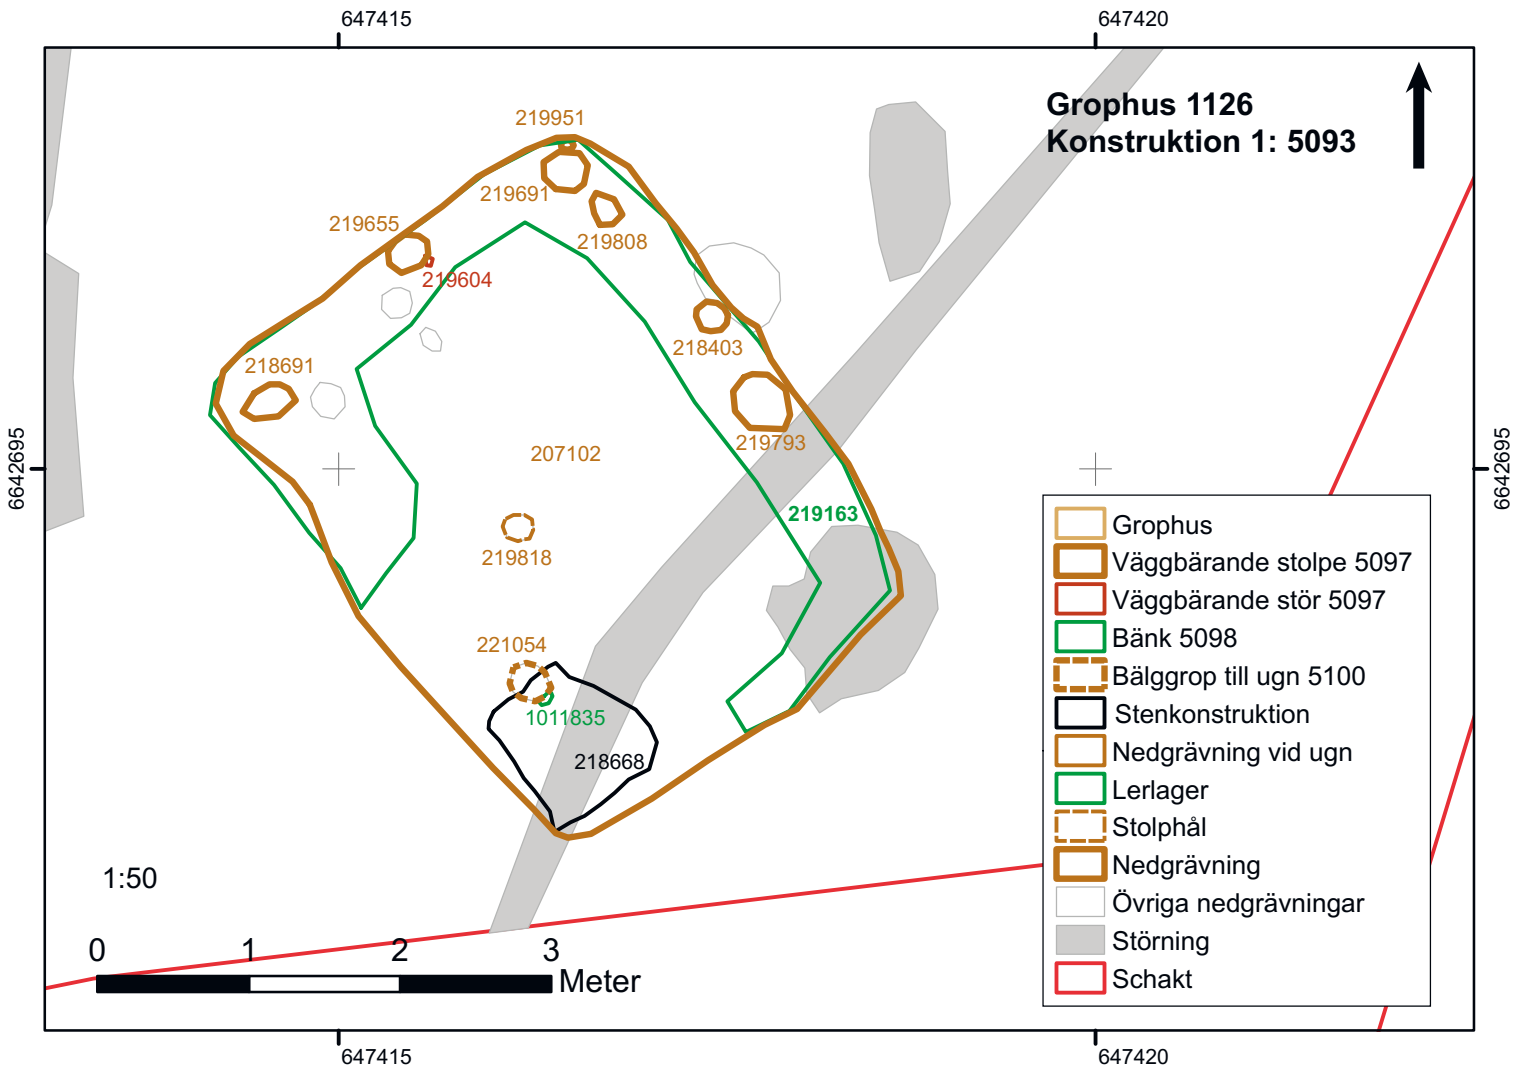 647415
647420
Grophus 1126
Konstruktion 1: 5093
219951
219691
219655
219808
219604
218403
218691
219793
207102
6642695
6642695
219163
219818
221054
1011835
218668
Grophus
Väggbärande stolpe 5097
Väggbärande stör 5097
Bänk 5098
Bälggrop till ugn 5100
Stenkonstruktion
Nedgrävning vid ugn
Lerlager
Stolphål
Nedgrävning
Övriga nedgrävningar
Störning
Schakt
1:50
0 1 2 3
Meter
647415
647420